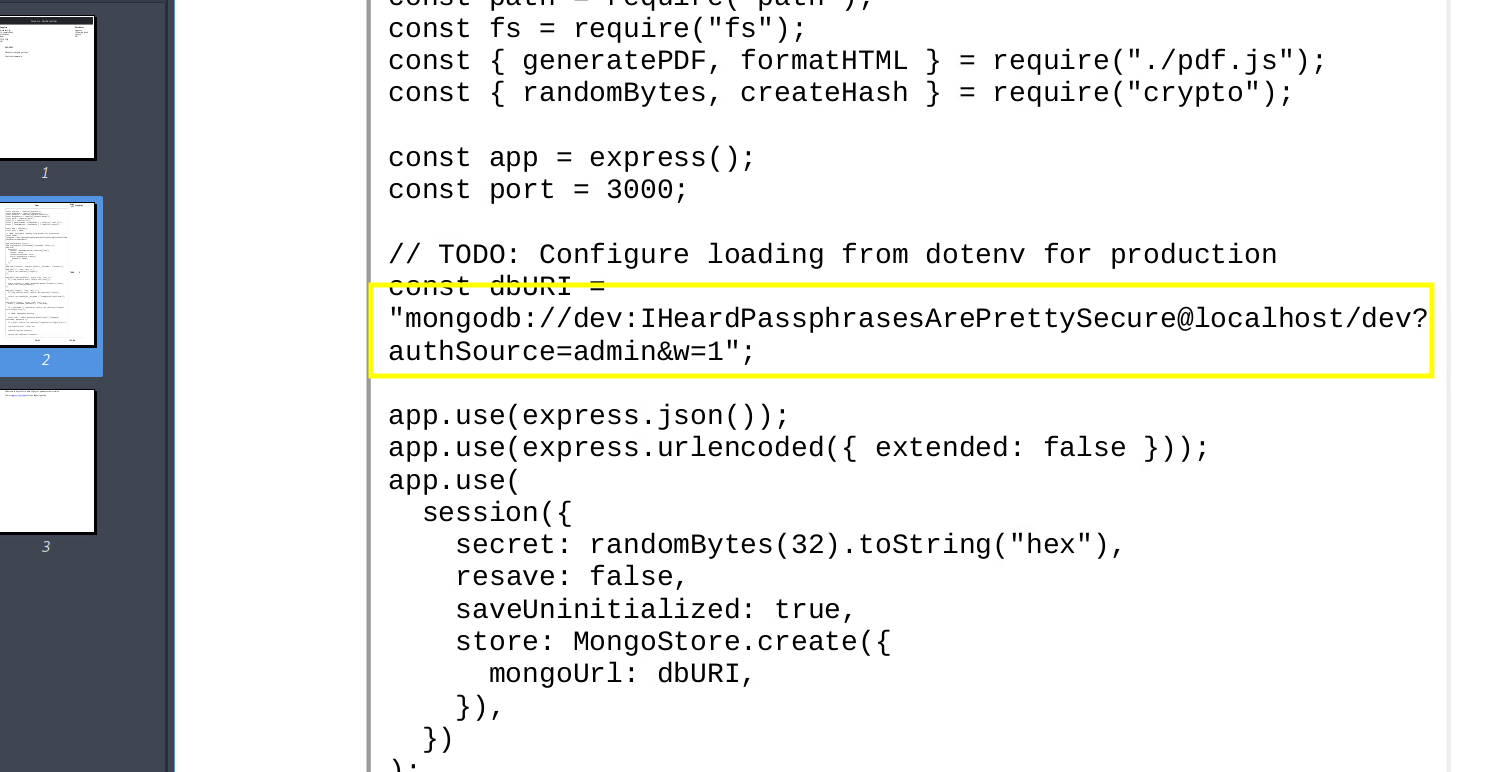 const path = require("path");
const fs = require("fs");
const { generatePDF, formatHTML } = require("./pdf.js");
const { randomBytes, createHash } = require("crypto");
const app = express();
const port = 3000;
// TODO: Configure loading from dotenv for production
const dbURI =
"mongodb://dev:IHeardPassphrasesArePrettySecure@localhost/dev?
authSource=admin&w=1";
app.use(express.json());
app.use(express.urlencoded({ extended: false }));
app.use(
session({
secret: randomBytes(32).toString("hex"),
resave: false,
saveUninitialized: true,
store: MongoStore.create({
mongoUrl: dbURI,
}),
})
);
1
2
3